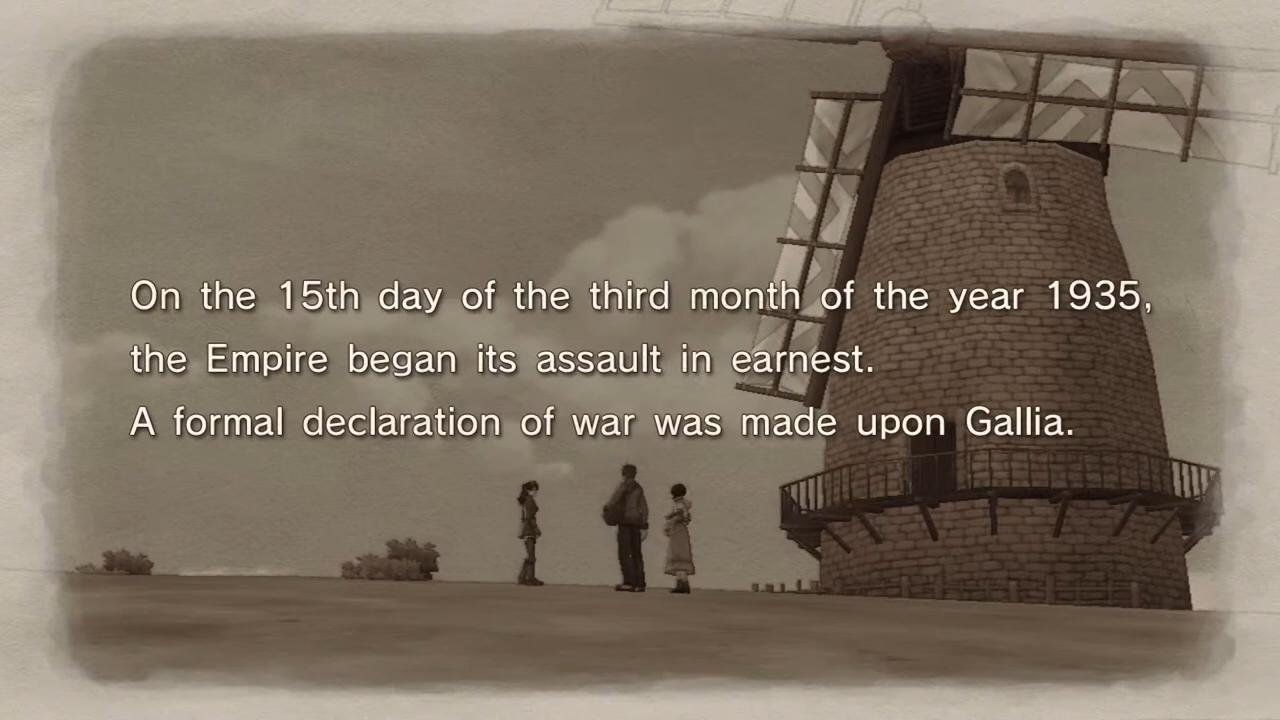 On the 15th day of the third month of the year 1935,
the Empire began its assault in earnest.
A formal declaration of war was made upon Gallia.